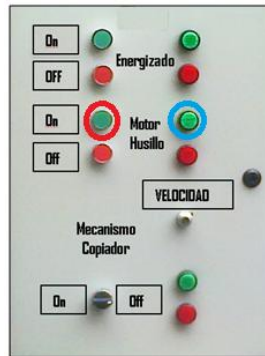 On
Energizado
OFF
On
Motor
Husillo
Off
VELOCIDAD
Mecanismo
Copiador
On
Off